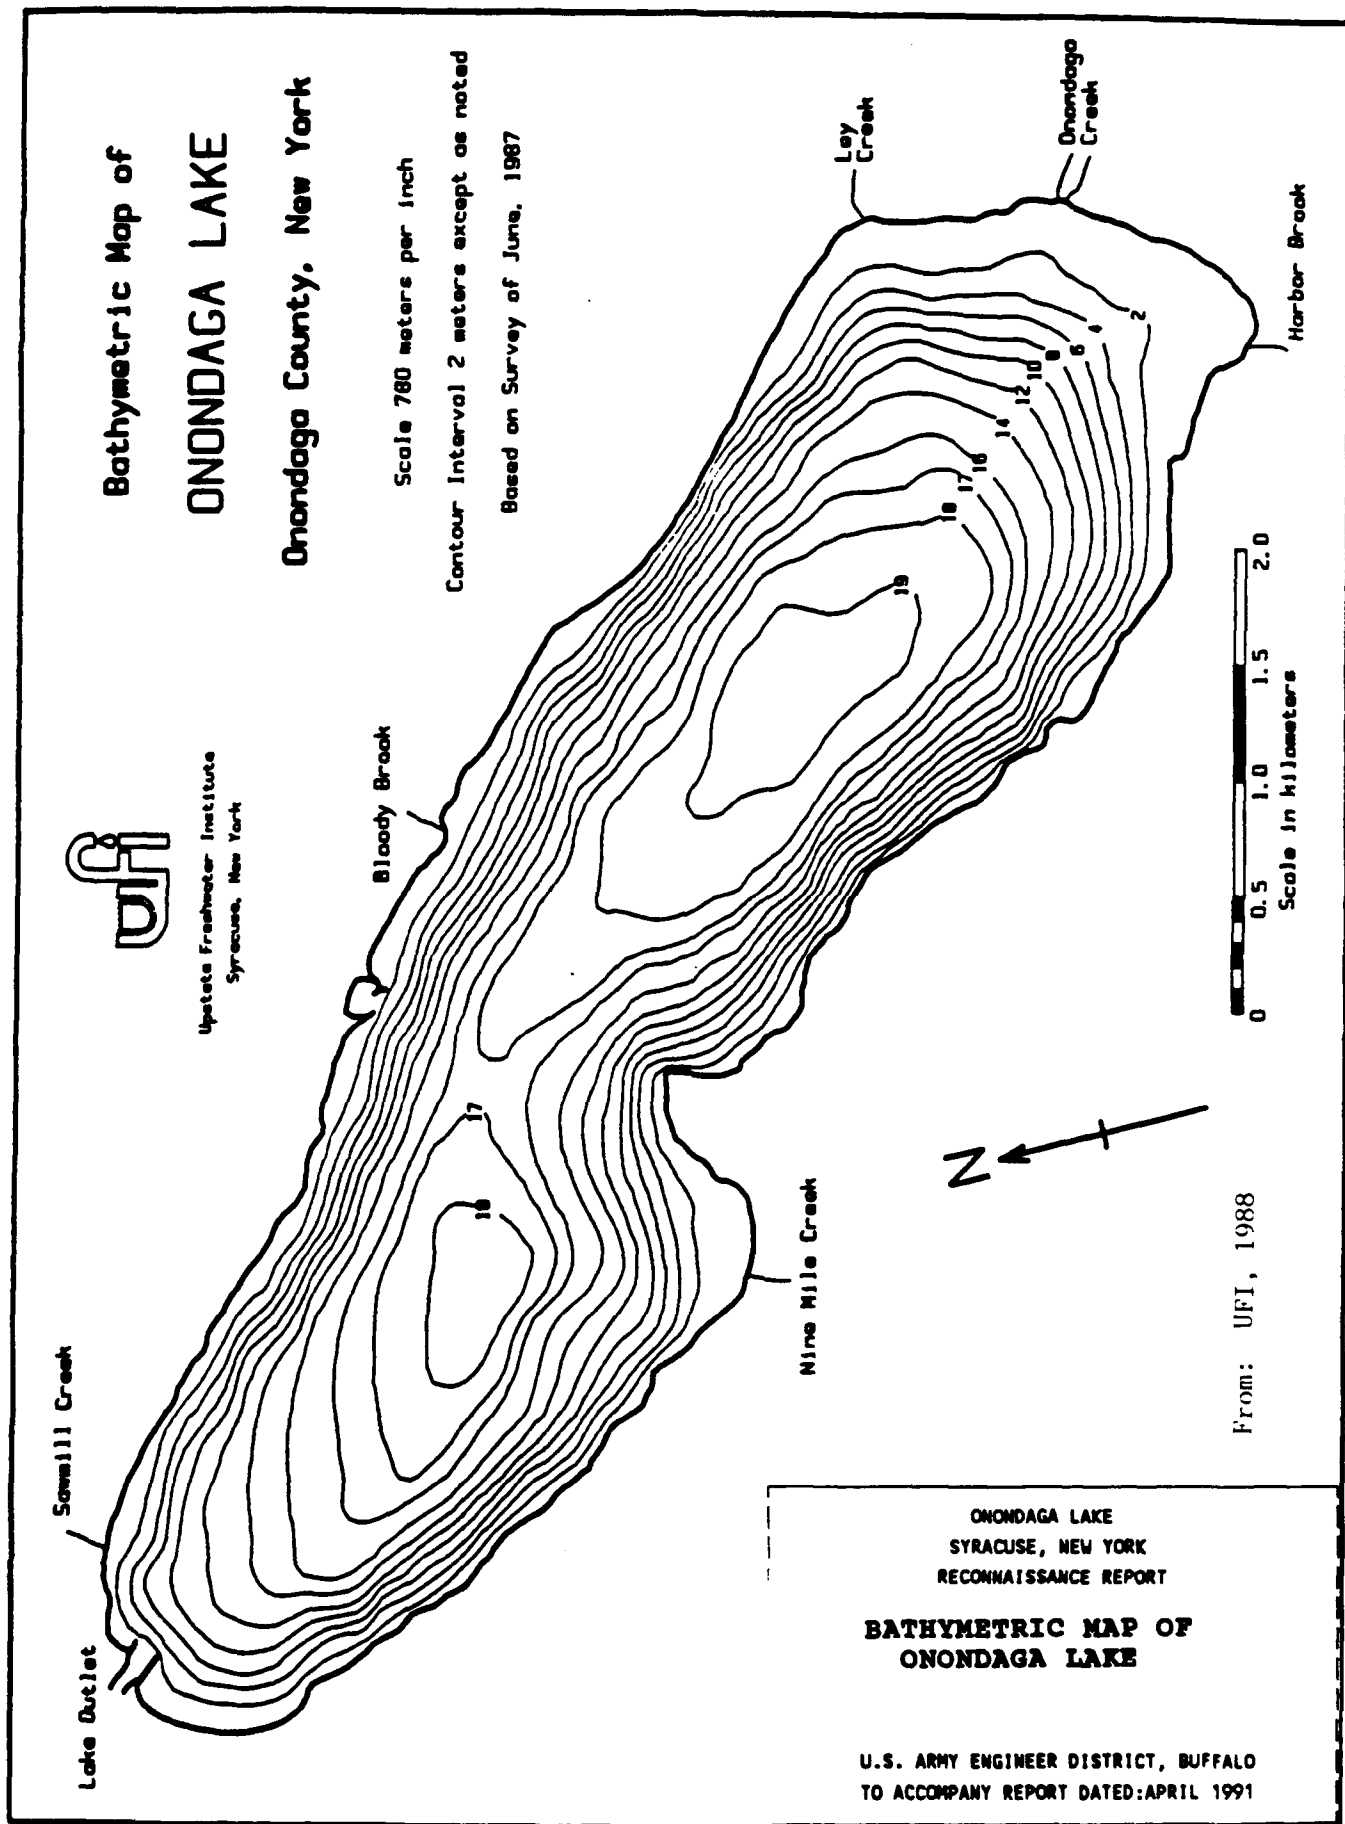 Bathymetric Map of
ONONDAGA LAKE
Onondaga County, New York
Scale 780 meters per inch
Contour Interval 2 meters except as noted
Based on Survey of June, 1987
ufi
Upstate Freshwater Institute
Syracuse, New York
Lake Outlet
Sawmill Creek
Bloody Brook
Ley
Creek
Onondaga
Creek
Harbor Brook
Nine Mile Creek
17
18
19
18
17
16
14
12
10
8
6
4
2
N
0 0.5 1.0 1.5 2.0
Scale in kilometers
From: UFI, 1988
ONONDAGA LAKE
SYRACUSE, NEW YORK
RECONNAISSANCE REPORT
BATHYMETRIC MAP OF
ONONDAGA LAKE
U.S. ARMY ENGINEER DISTRICT, BUFFALO
TO ACCOMPANY REPORT DATED:APRIL 1991